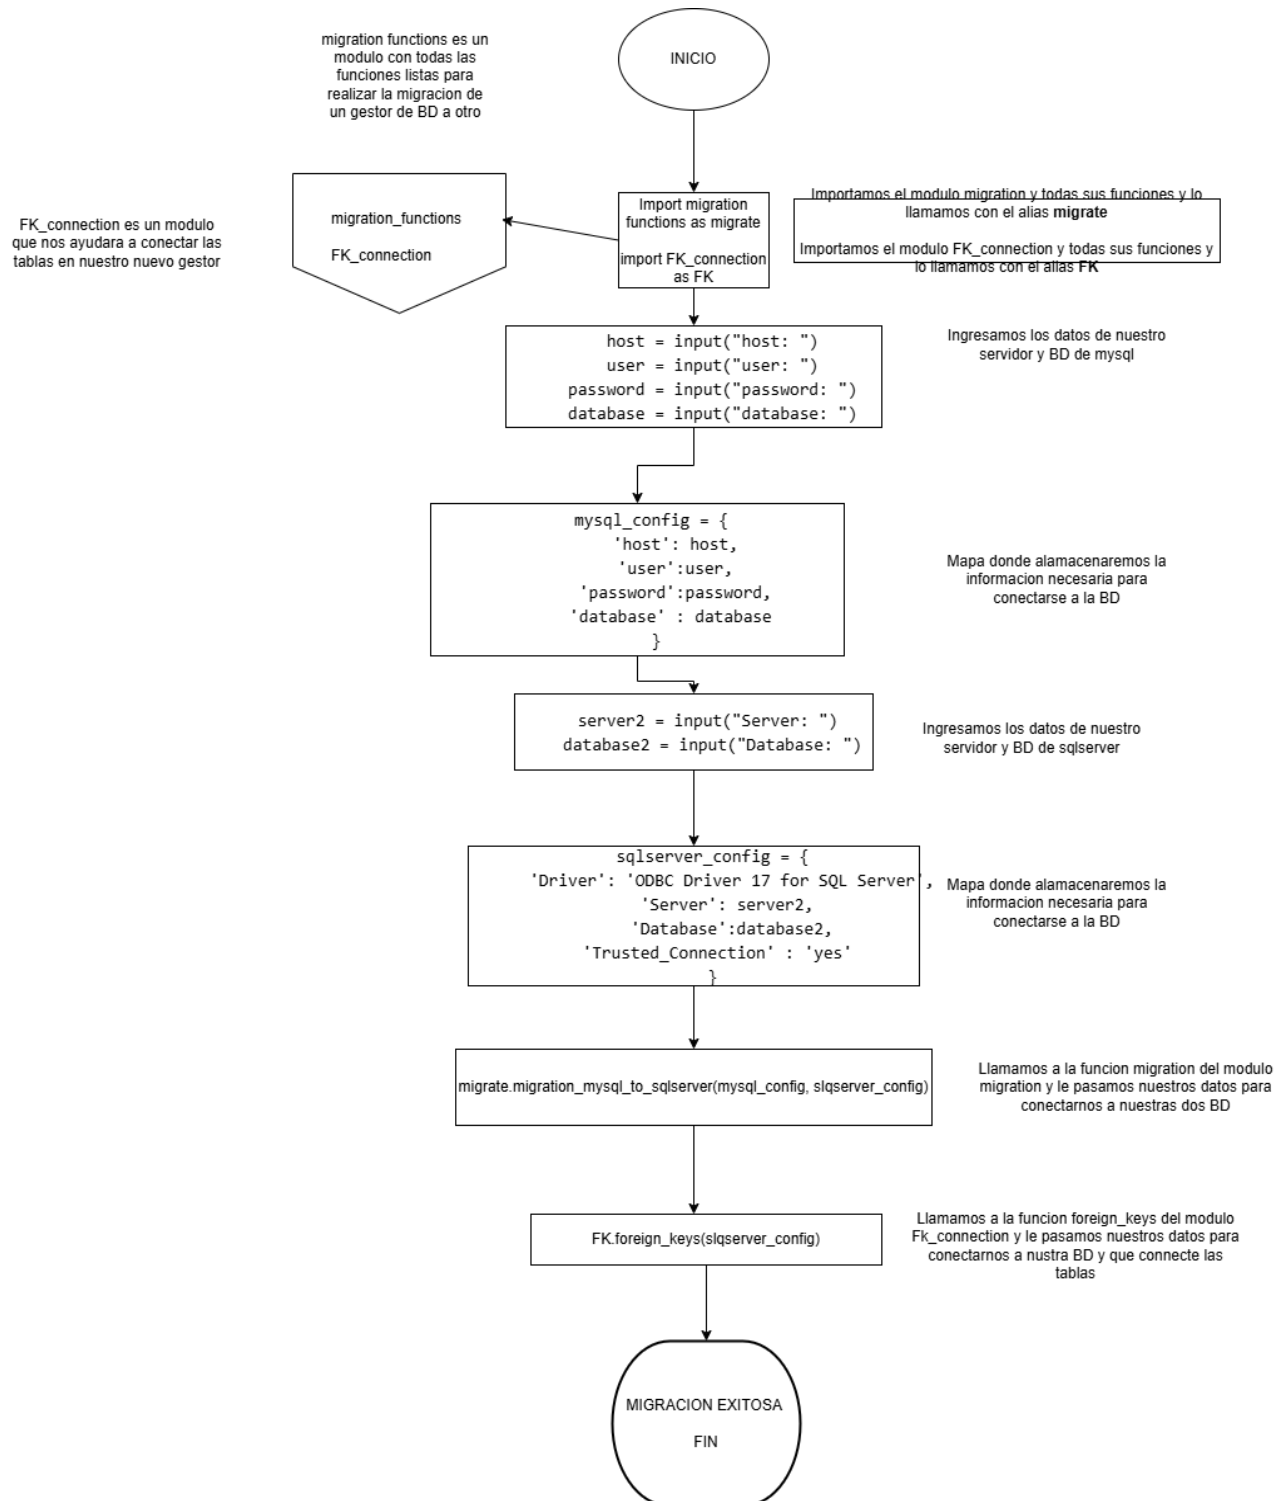 migration functions es un
modulo con todas las
funciones listas para
realizar la migracion de
un gestor de BD a otro
INICIO
FK_connection es un modulo
que nos ayudara a conectar las
tablas en nuestro nuevo gestor
migration_functions
FK_connection
Import migration
functions as migrate
import FK_connection
as FK
Importamos el modulo migration y todas sus funciones y lo
llamamos con el alias migrate
Importamos el modulo FK_connection y todas sus funciones y
lo llamamos con el alias FK
host = input("host: ")
user = input("user: ")
password = input("password: ")
database = input("database: ")
Ingresamos los datos de nuestro
servidor y BD de mysql
mysql_config = {
'host': host,
'user':user,
'password':password,
'database' : database
}
Mapa donde alamacenaremos la
informacion necesaria para
conectarse a la BD
server2 = input("Server: ")
database2 = input("Database: ")
Ingresamos los datos de nuestro
servidor y BD de sqlserver
sqlserver_config = {
'Driver': 'ODBC Driver 17 for SQL Server',
'Server': server2,
'Database':database2,
'Trusted_Connection' : 'yes'
}
Mapa donde alamacenaremos la
informacion necesaria para
conectarse a la BD
migrate.migration_mysql_to_sqlserver(mysql_config, slqserver_config)
Llamamos a la funcion migration del modulo
migration y le pasamos nuestros datos para
conectarnos a nuestras dos BD
FK.foreign_keys(slqserver_config)
Llamamos a la funcion foreign_keys del modulo
Fk_connection y le pasamos nuestros datos para
conectarnos a nustra BD y que connecte las
tablas
MIGRACION EXITOSA
FIN